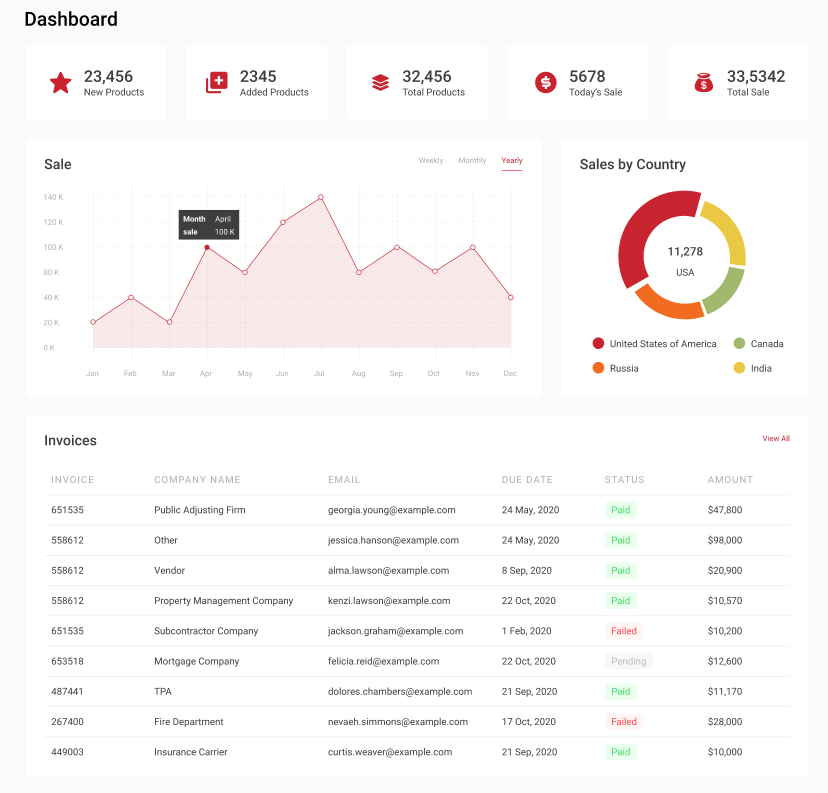 Dashboard
23,456
New Products
2345
Added Products
32,456
Total Products
5678
Today's Sale
33,5342
Total Sale
Sale
Weekly Monthly Yearly
140 K
120 K
100 K
80 K
40 K
20 K
0 K
Month April
sale 100 K
Jan Feb Mar Apr May Jun Jul Aug Sep Oct Nov Dec
Sales by Country
11,278
USA
United States of America Canada
Russia India
Invoices View All
INVOICE COMPANY NAME EMAIL DUE DATE STATUS AMOUNT
651535 Public Adjusting Firm georgia.young@example.com 24 May, 2020 Paid $47,800
558612 Other jessica.hanson@example.com 24 May, 2020 Paid $98,000
558612 Vendor alma.lawson@example.com 8 Sep, 2020 Paid $20,900
558612 Property Management Company kenzi.lawson@example.com 22 Oct, 2020 Paid $10,570
651535 Subcontractor Company jackson.graham@example.com 1 Feb, 2020 Failed $10,200
653518 Mortgage Company felicia.reid@example.com 22 Oct, 2020 Pending $12,600
487441 TPA dolores.chambers@example.com 21 Sep, 2020 Paid $11,170
267400 Fire Department nevaeh.simmons@example.com 17 Oct, 2020 Failed $28,000
449003 Insurance Carrier curtis.weaver@example.com 21 Sep, 2020 Paid $10,000